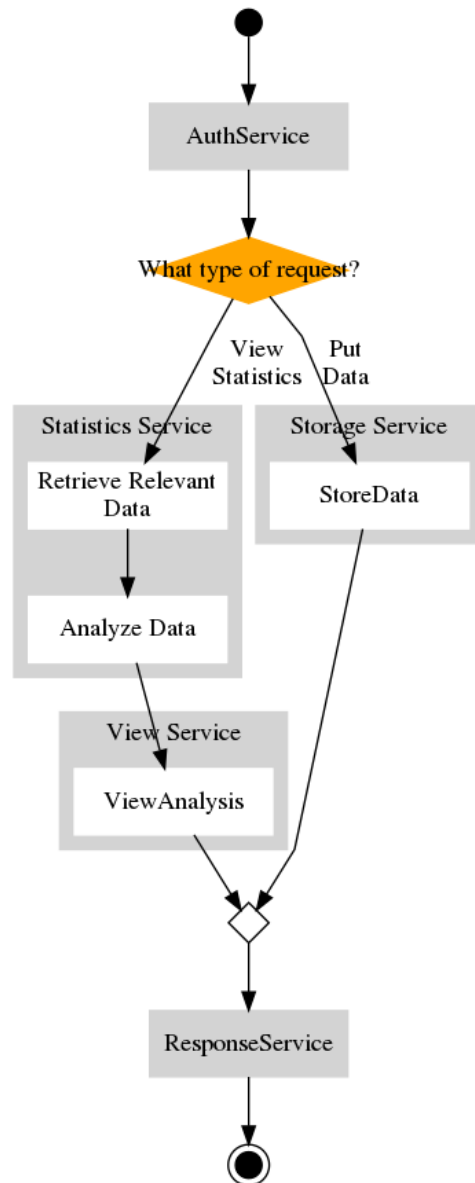 AuthService
What type of request?
View
Statistics
Put
Data
Statistics Service
Storage Service
Retrieve Relevant
Data
StoreData
Analyze Data
View Service
ViewAnalysis
ResponseService